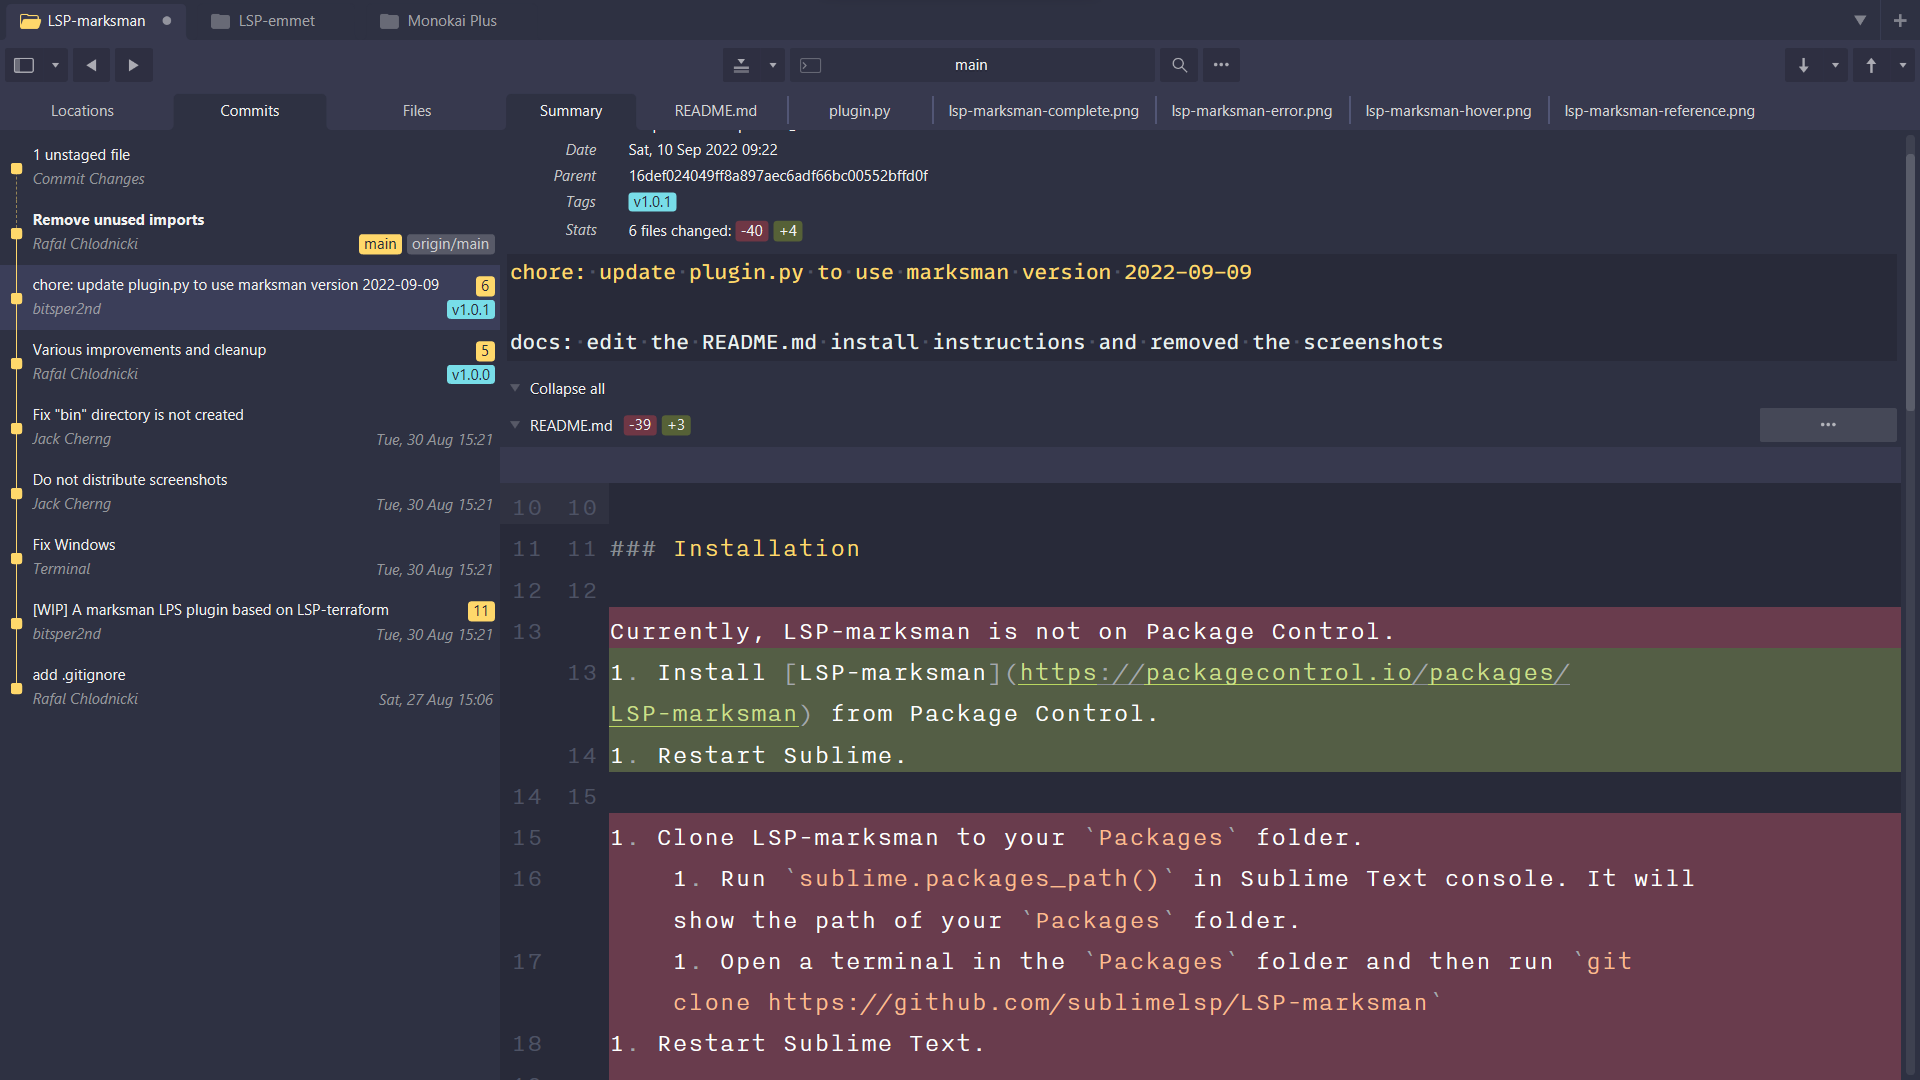 LSP-marksman
LSP-emmet
Monokai Plus
main
Locations
Commits
Files
Summary
README.md
plugin.py
lsp-marksman-complete.png
lsp-marksman-error.png
lsp-marksman-hover.png
lsp-marksman-reference.png
1 unstaged file
Commit Changes
Remove unused imports
Rafal Chlodnicki main origin/main
chore: update plugin.py to use marksman version 2022-09-09 6
bitsper2nd v1.0.1
Various improvements and cleanup 5
Rafal Chlodnicki v1.0.0
Fix "bin" directory is not created
Jack Cherng Tue, 30 Aug 15:21
Do not distribute screenshots
Jack Cherng Tue, 30 Aug 15:21
Fix Windows
Terminal Tue, 30 Aug 15:21
[WIP] A marksman LPS plugin based on LSP-terraform 11
bitsper2nd Tue, 30 Aug 15:21
add .gitignore
Rafal Chlodnicki Sat, 27 Aug 15:06
Date Sat, 10 Sep 2022 09:22
Parent 16def024049ff8a897aec6adf66bc00552bffd0f
Tags v1.0.1
Stats 6 files changed: -40 +4
chore: update plugin.py to use marksman version 2022-09-09
docs: edit the README.md install instructions and removed the screenshots
Collapse all
README.md -39 +3
10 10
11 11 ### Installation
12 12
13 Currently, LSP-marksman is not on Package Control.
13 1. Install [LSP-marksman](https://packagecontrol.io/packages/
LSP-marksman) from Package Control.
14 1. Restart Sublime.
14 15
15 1. Clone LSP-marksman to your `Packages` folder.
16 1. Run `sublime.packages_path()` in Sublime Text console. It will
show the path of your `Packages` folder.
17 1. Open a terminal in the `Packages` folder and then run `git
clone https://github.com/sublimelsp/LSP-marksman`
18 1. Restart Sublime Text.